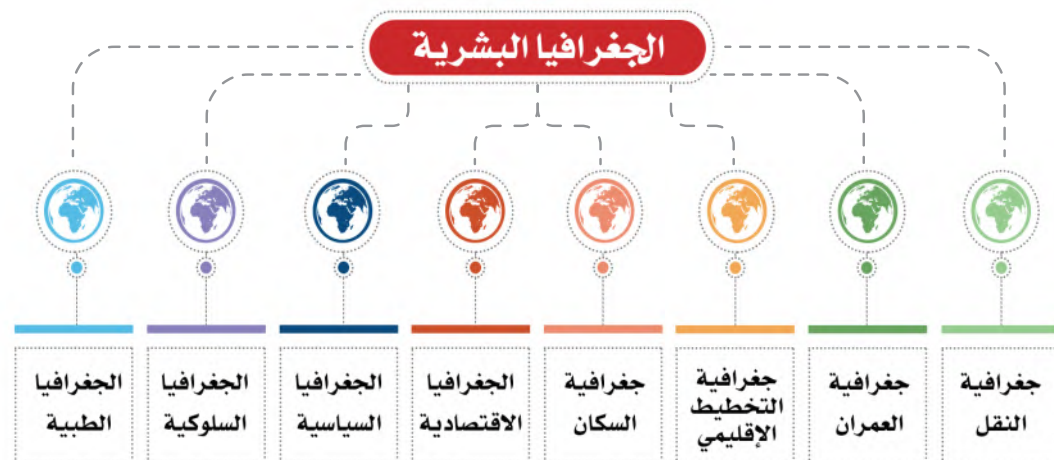 الجغرافيا البشرية
جغرافية
النقل
جغرافية
العمران
جغرافية
التخطيط
الإقليمي
جغرافية
السكان
الجغرافيا
الاقتصادية
الجغرافيا
السياسية
الجغرافيا
السلوكية
الجغرافيا
الطبية